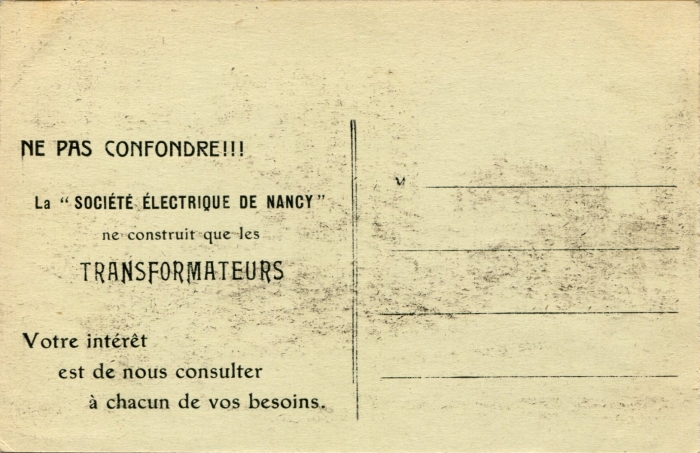 NE PAS CONFONDRE!!!
La "SOCIÉTÉ ÉLECTRIQUE DE NANCY"
ne construit que les
TRANSFORMATEURS
Votre intérêt
est de nous consulter
à chacun de vos besoins.
M